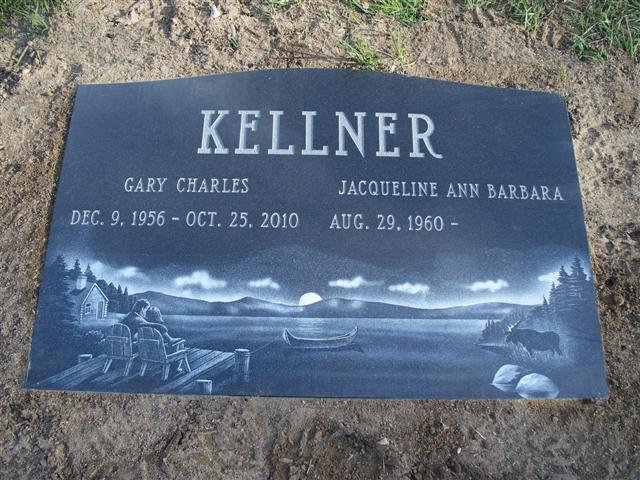 KELLNER
GARY CHARLES JACQUELINE ANN BARBARA
DEC. 9, 1956 - OCT. 25, 2010 AUG. 29, 1960 -